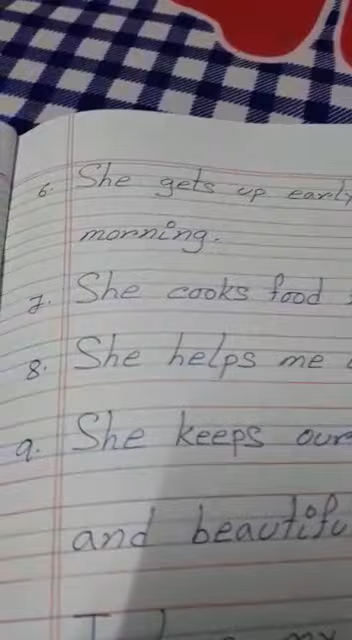 6. She gets up early
morning.
7. She cooks food
8. She helps me
9. She keeps our
and beautifu